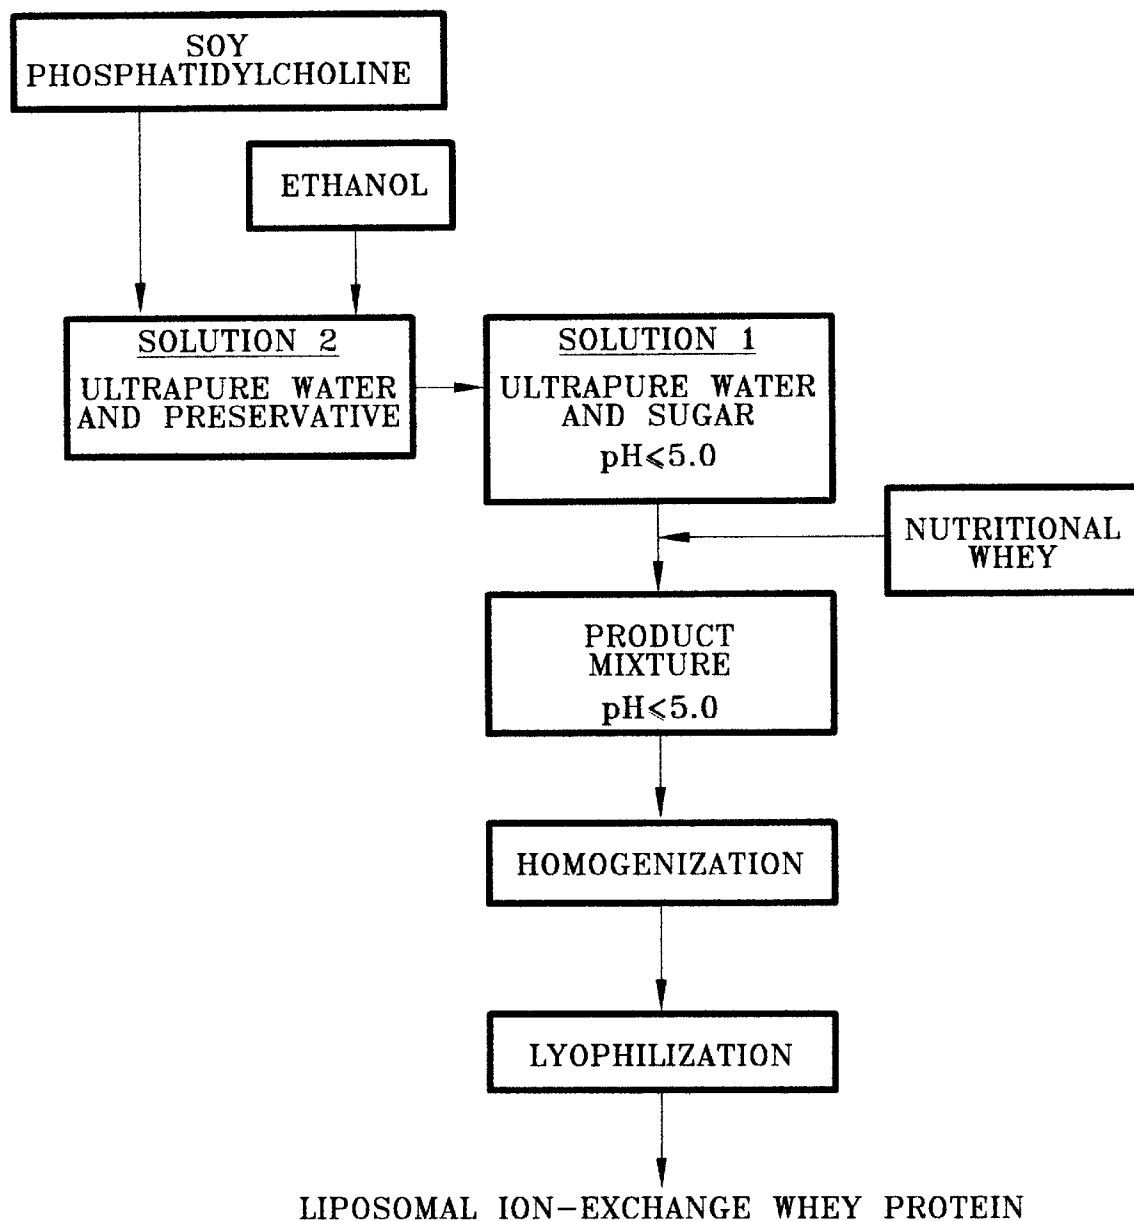 SOY
PHOSPHATIDYLCHOLINE
ETHANOL
SOLUTION 2
ULTRAPURE WATER
AND PRESERVATIVE
SOLUTION 1
ULTRAPURE WATER
AND SUGAR
pH⩽5.0
NUTRITIONAL
WHEY
PRODUCT
MIXTURE
pH⩽5.0
HOMOGENIZATION
LYOPHILIZATION
LIPOSOMAL ION-EXCHANGE WHEY PROTEIN